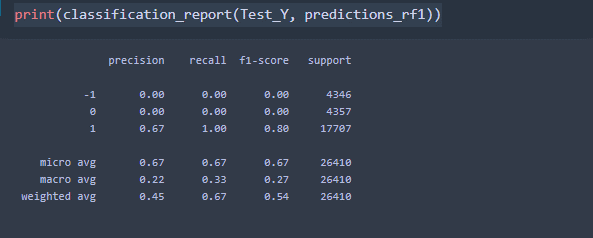 print(classification_report(Test_Y, predictions_rf1))
precision recall f1-score support
-1 0.00 0.00 0.00 4346
0 0.00 0.00 0.00 4357
1 0.67 1.00 0.80 17707
micro avg 0.67 0.67 0.67 26410
macro avg 0.22 0.33 0.27 26410
weighted avg 0.45 0.67 0.54 26410